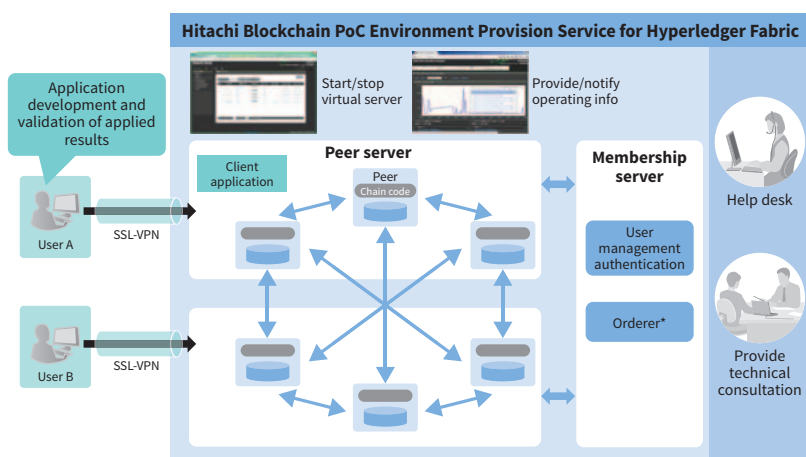 Hitachi Blockchain PoC Environment Provision Service for Hyperledger Fabric
Application
development and
validation of applied
results
Start/stop
virtual server
Provide/notify
operating info
Peer server
Client
application
Peer
Chain code
Membership
server
User
management
authentication
Orderer*
User A
SSL-VPN
User B
SSL-VPN
Help desk
Provide
technical
consultation